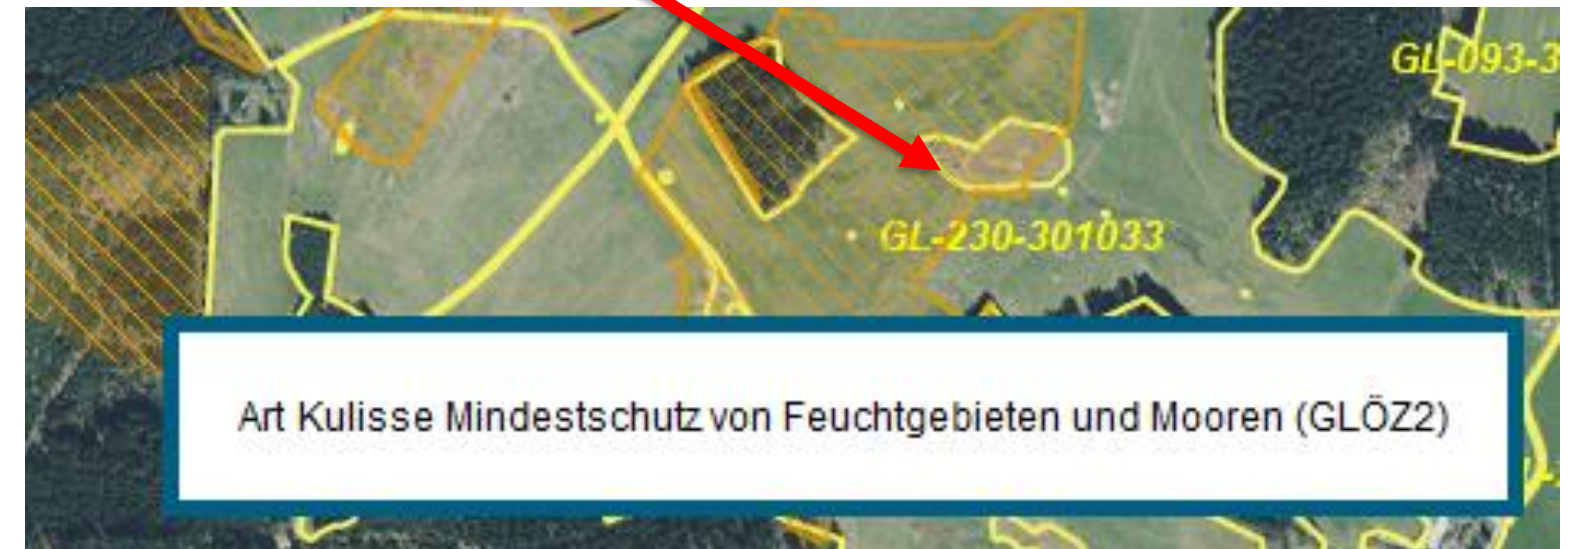 GL-093-3
GL-230-301033
Art Kulisse Mindestschutz von Feuchtgebieten und Mooren (GLÖZ2)